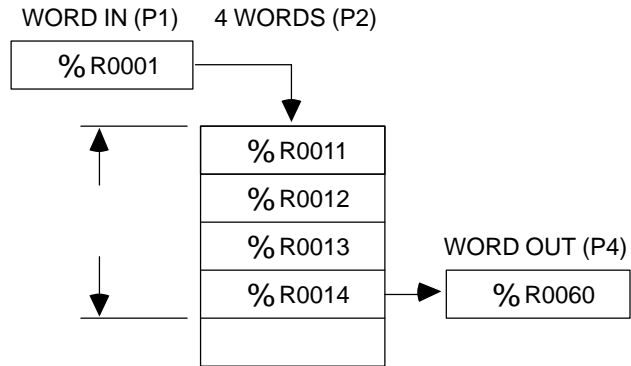 WORD IN (P1) 4 WORDS (P2)
% R0001
% R0011
% R0012
% R0013
WORD OUT (P4)
% R0014 % R0060